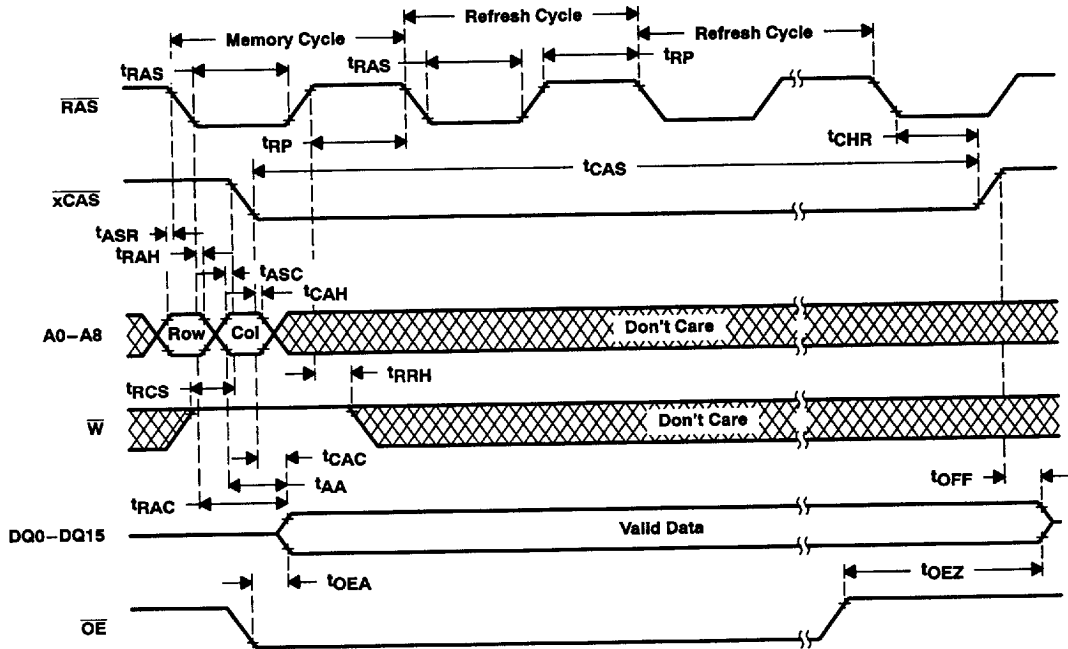 Refresh Cycle
Memory Cycle
Refresh Cycle
tRAS
tRAS
tRP
RAS
tRP
tCHR
tCAS
xCAS
tASR
tRAH
tASC
tCAH
A0–A8
Row
Col
Don't Care
tRCS
tRRH
W
Don't Care
tCAC
tAA
tOFF
tRAC
DQ0–DQ15
Valid Data
tOEA
tOEZ
OE